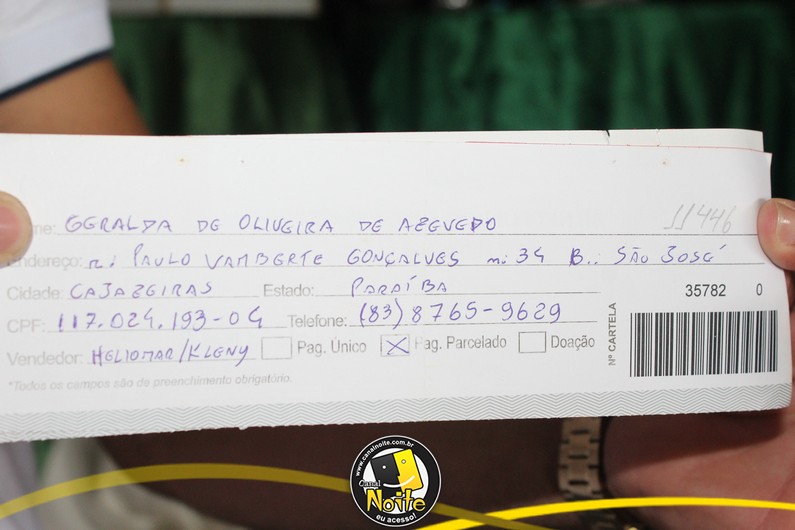 11446
me: GERALDA DE OLIVEIRA DE AZEVEDO
ndereço: R: PAULO VAMBERTE GONÇALVES nº: 34 B.: SÃO JOSÉ
Cidade: CAJAZEIRAS Estado: PARAÍBA
CPF: 117.024.193-04 Telefone: (83) 8765-9629
Vendedor: HELIOMAR/KLENY Pag. Único X Pag. Parcelado Doação
*Todos os campos são de preenchimento obrigatório.
Nº CARTELA
35782 0
www.canalnoite.com.br
Canal
Noite
eu acesso!